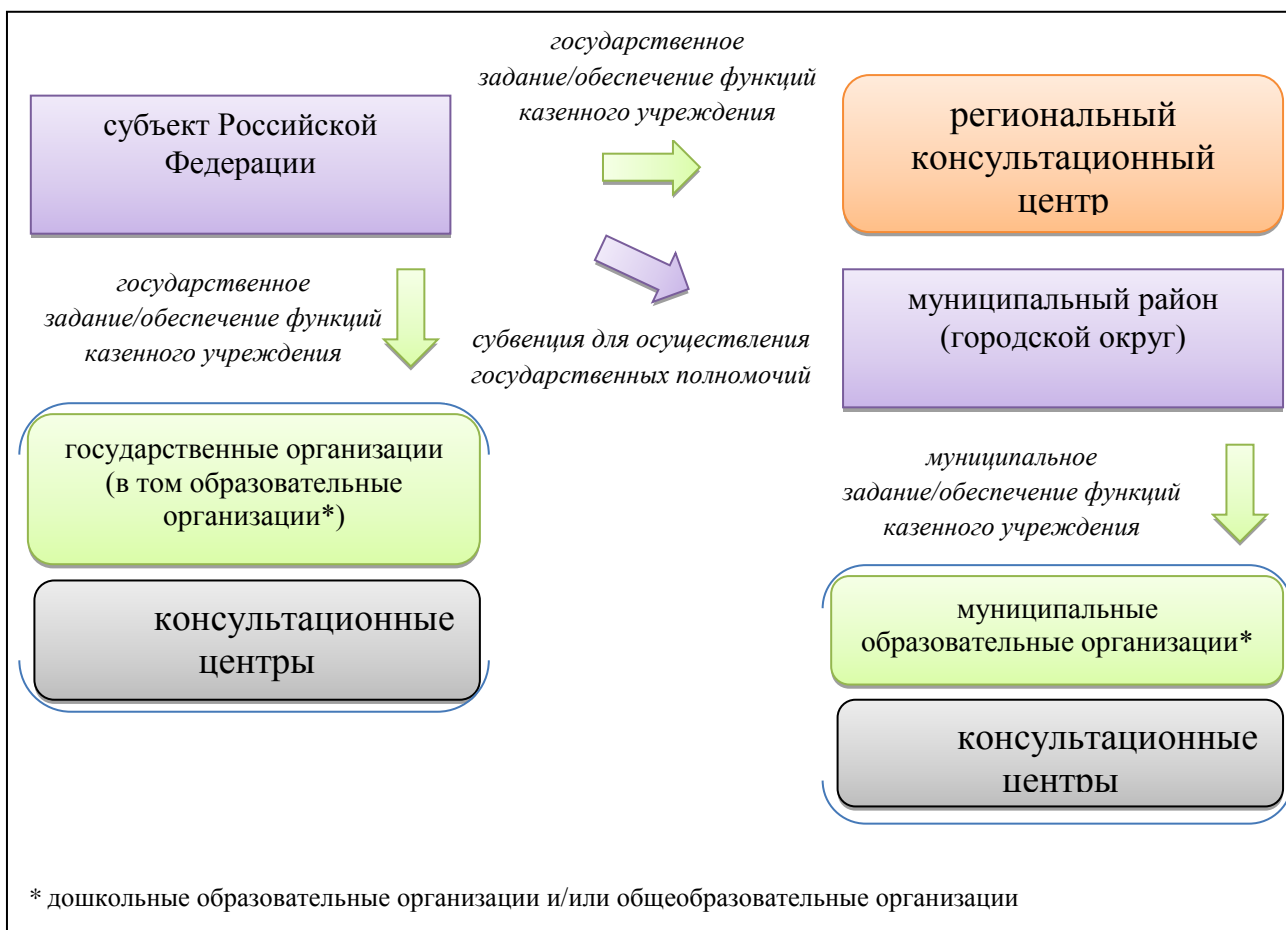 государственное
задание/обеспечение функций
казенного учреждения
субъект Российской
Федерации
региональный
консультационный
центр
государственное
задание/обеспечение функций
казенного учреждения
субвенция для осуществления
государственных полномочий
муниципальный район
(городской округ)
государственные организации
(в том образовательные
организации*)
консультационные
центры
муниципальное
задание/обеспечение функций
казенного учреждения
муниципальные
образовательные организации*
консультационные
центры
* дошкольные образовательные организации и/или общеобразовательные организации